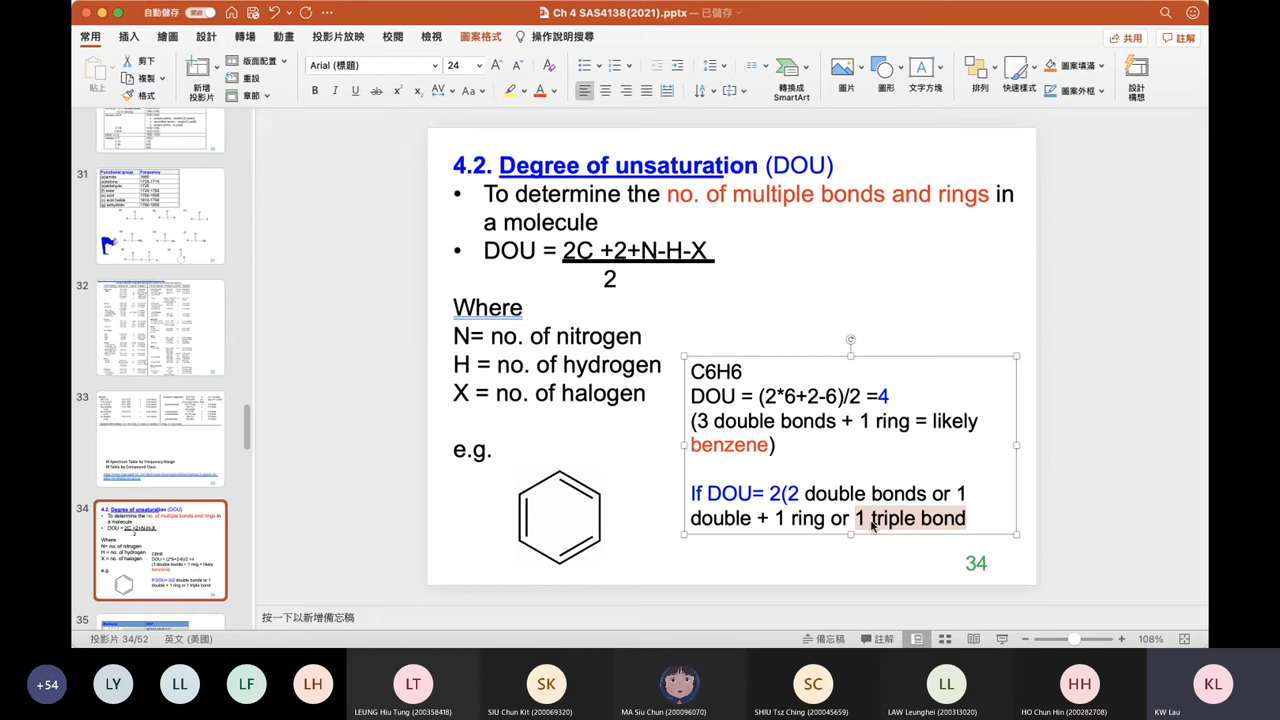 自動儲存
Ch 4 SAS4138(2021).pptx — 已儲存
常用 插入 繪圖 設計 轉場 動畫 投影片放映 校閱 檢視 圖案格式 操作說明搜尋 共用 註解
貼上 剪下 複製 格式 新增投影片 版面配置 重設 章節 Arial (標題) 24 轉換成 SmartArt 圖片 圖形 文字方塊 排列 快速樣式 圖案填滿 圖案外框 設計構想
31
32
33
34
35
4.2. Degree of unsaturation (DOU)
• To determine the no. of multiple bonds and rings in
a molecule
• DOU = 2C +2+N-H-X
2
Where
N= no. of nitrogen
H = no. of hydrogen
X = no. of halogen
e.g.
C6H6
DOU = (2*6+2-6)/2 =4
(3 double bonds + 1 ring = likely
benzene)
If DOU= 2(2 double bonds or 1
double + 1 ring or 1 triple bond
34
按一下以新增備忘稿
投影片 34/52 英文 (美國) 備忘稿 註解 108%
+54 LY LL LF LH LT SK SC LL HH KL
LEUNG Hiu Tung (200358418) SIU Chun Kit (200069320) MA Siu Chun (200096070) SHIU Tsz Ching (200045659) LAW Leunghei (200313020) HO Chun Hin (200282708) KW Lau